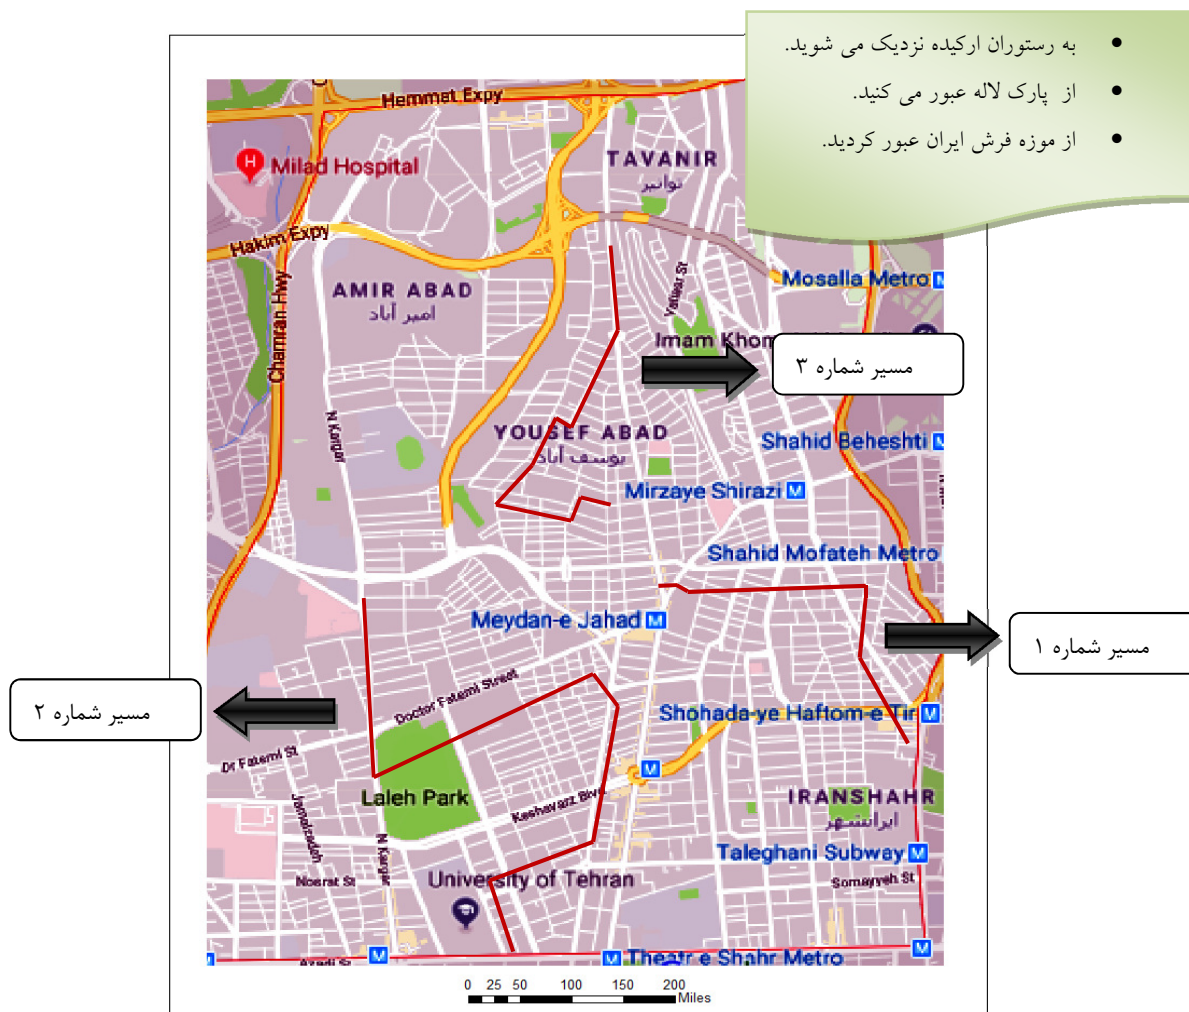 • به رستوران ارکیده نزدیک می شوید.
• از پارک لاله عبور می کنید.
• از موزه فرش ایران عبور کردید.
Hemmat Expy
Milad Hospital
TAVANIR
توانیر
Hakim Expy
Mosalla Metro
AMIR ABAD
امیر آباد
Chamran Hwy
Imam Khom
مسیر شماره ۳
N Kargar
YOUSEF ABAD
یوسف آباد
Shahid Beheshti
Mirzaye Shirazi
Shahid Mofateh Metro
Meydan-e Jahad
مسیر شماره ۱
مسیر شماره ۲
Doctor Fatemi Street
Shohada-ye Haftom-e Tir
Dr Fatemi St
Laleh Park
IRANSHAHR
ایرانشهر
Keshavarz Blvd
Jamalzadeh
N Kargar
Taleghani Subway
Nosrat St
University of Tehran
Somayyeh St
Theatr e Shahr Metro
Azadi St
0 25 50 100 150 200
Miles